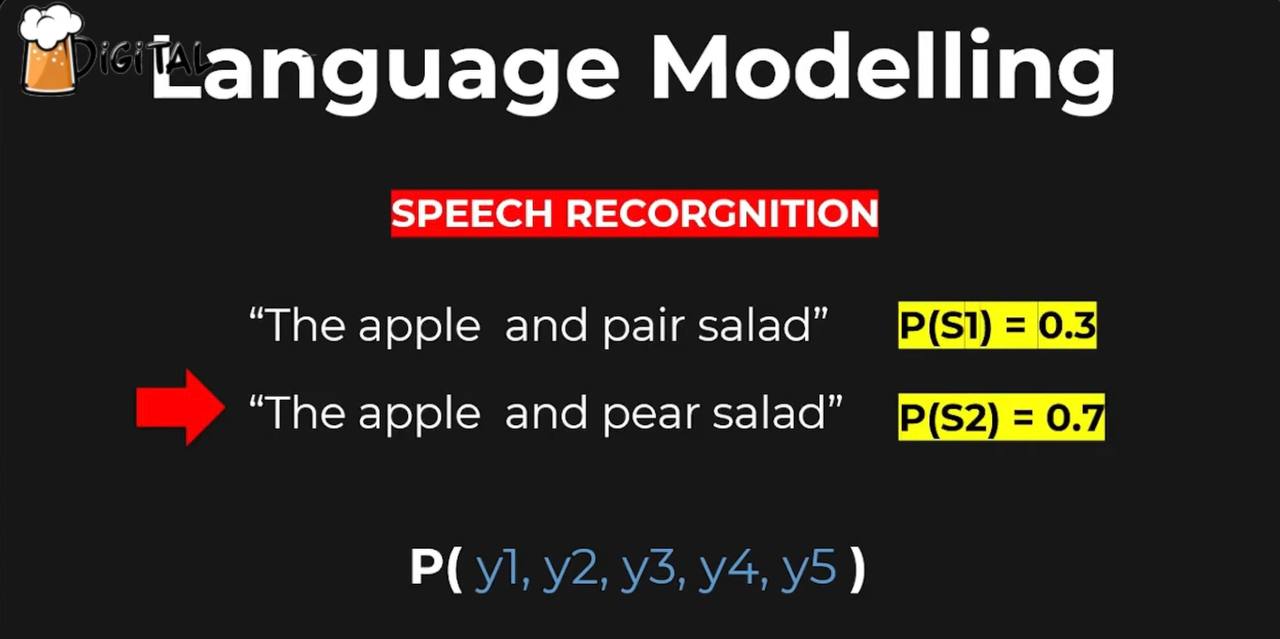 DiGiTAL
Language Modelling
SPEECH RECORGNITION
“The apple  and pair salad” P(S1) = 0.3
“The apple  and pear salad” P(S2) = 0.7
P( y1, y2, y3, y4, y5 )